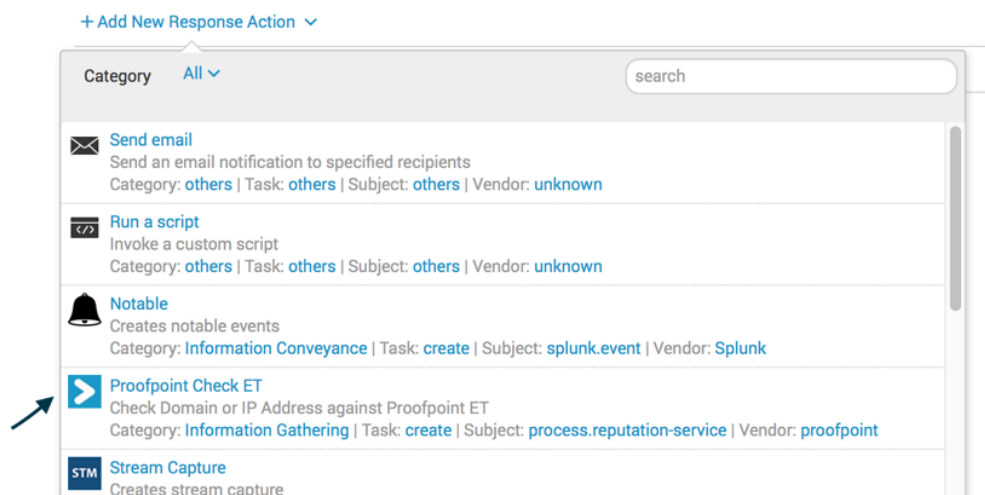 + Add New Response Action
Category All search
Send email
Send an email notification to specified recipients
Category: others | Task: others | Subject: others | Vendor: unknown
Run a script
Invoke a custom script
Category: others | Task: others | Subject: others | Vendor: unknown
Notable
Creates notable events
Category: Information Conveyance | Task: create | Subject: splunk.event | Vendor: Splunk
Proofpoint Check ET
Check Domain or IP Address against Proofpoint ET
Category: Information Gathering | Task: create | Subject: process.reputation-service | Vendor: proofpoint
STM Stream Capture
Creates stream capture